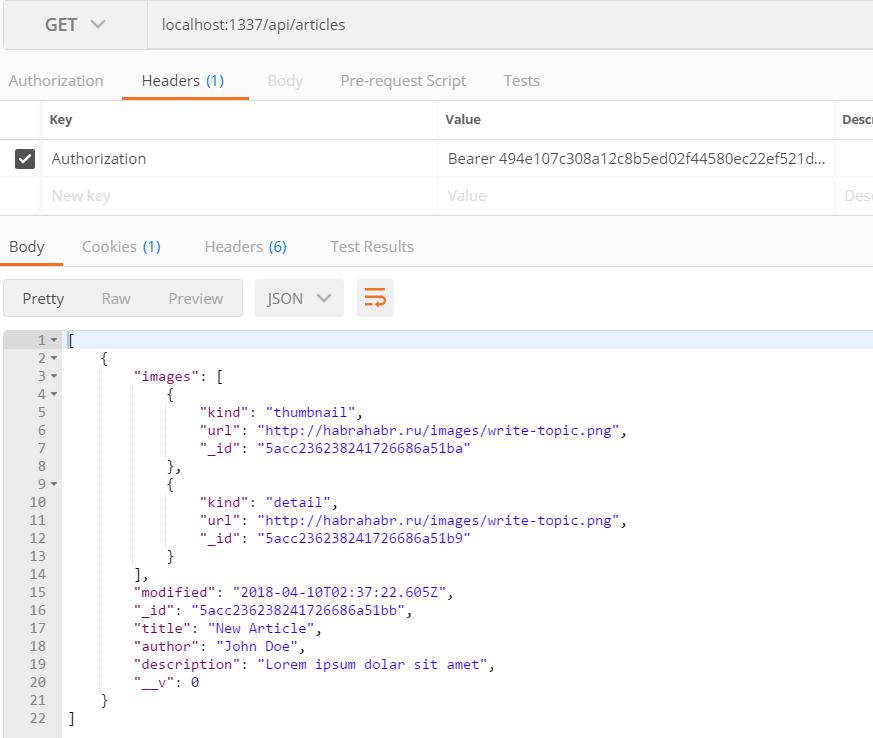 GET localhost:1337/api/articles
Authorization Headers (1) Body Pre-request Script Tests
Key Value Desc
Authorization Bearer 494e107c308a12c8b5ed02f44580ec22ef521d...
New key Value Des
Body Cookies (1) Headers (6) Test Results
Pretty Raw Preview JSON
1 [
2 {
3 "images": [
4 {
5 "kind": "thumbnail",
6 "url": "http://habrahabr.ru/images/write-topic.png",
7 "_id": "5acc236238241726686a51ba"
8 },
9 {
10 "kind": "detail",
11 "url": "http://habrahabr.ru/images/write-topic.png",
12 "_id": "5acc236238241726686a51b9"
13 }
14 ],
15 "modified": "2018-04-10T02:37:22.605Z",
16 "_id": "5acc236238241726686a51bb",
17 "title": "New Article",
18 "author": "John Doe",
19 "description": "Lorem ipsum dolar sit amet",
20 "__v": 0
21 }
22 ]